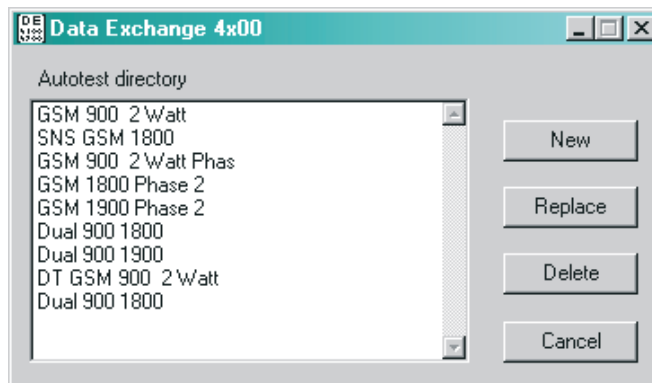 Data Exchange 4x00
Autotest directory
GSM 900 2 Watt
SNS GSM 1800
GSM 900 2 Watt Phas
GSM 1800 Phase 2
GSM 1900 Phase 2
Dual 900 1800
Dual 900 1900
DT GSM 900 2 Watt
Dual 900 1800
New
Replace
Delete
Cancel